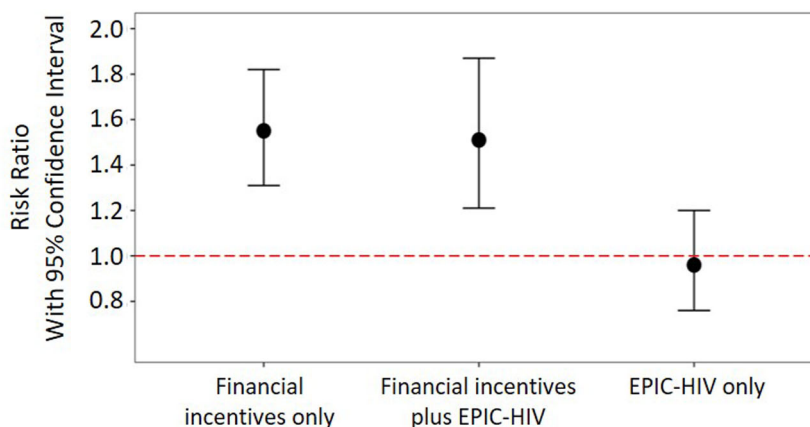 Risk Ratio
With 95% Confidence Interval
2.0
1.8
1.6
1.4
1.2
1.0
0.8
Financial
incentives only
Financial incentives
plus EPIC-HIV
EPIC-HIV only